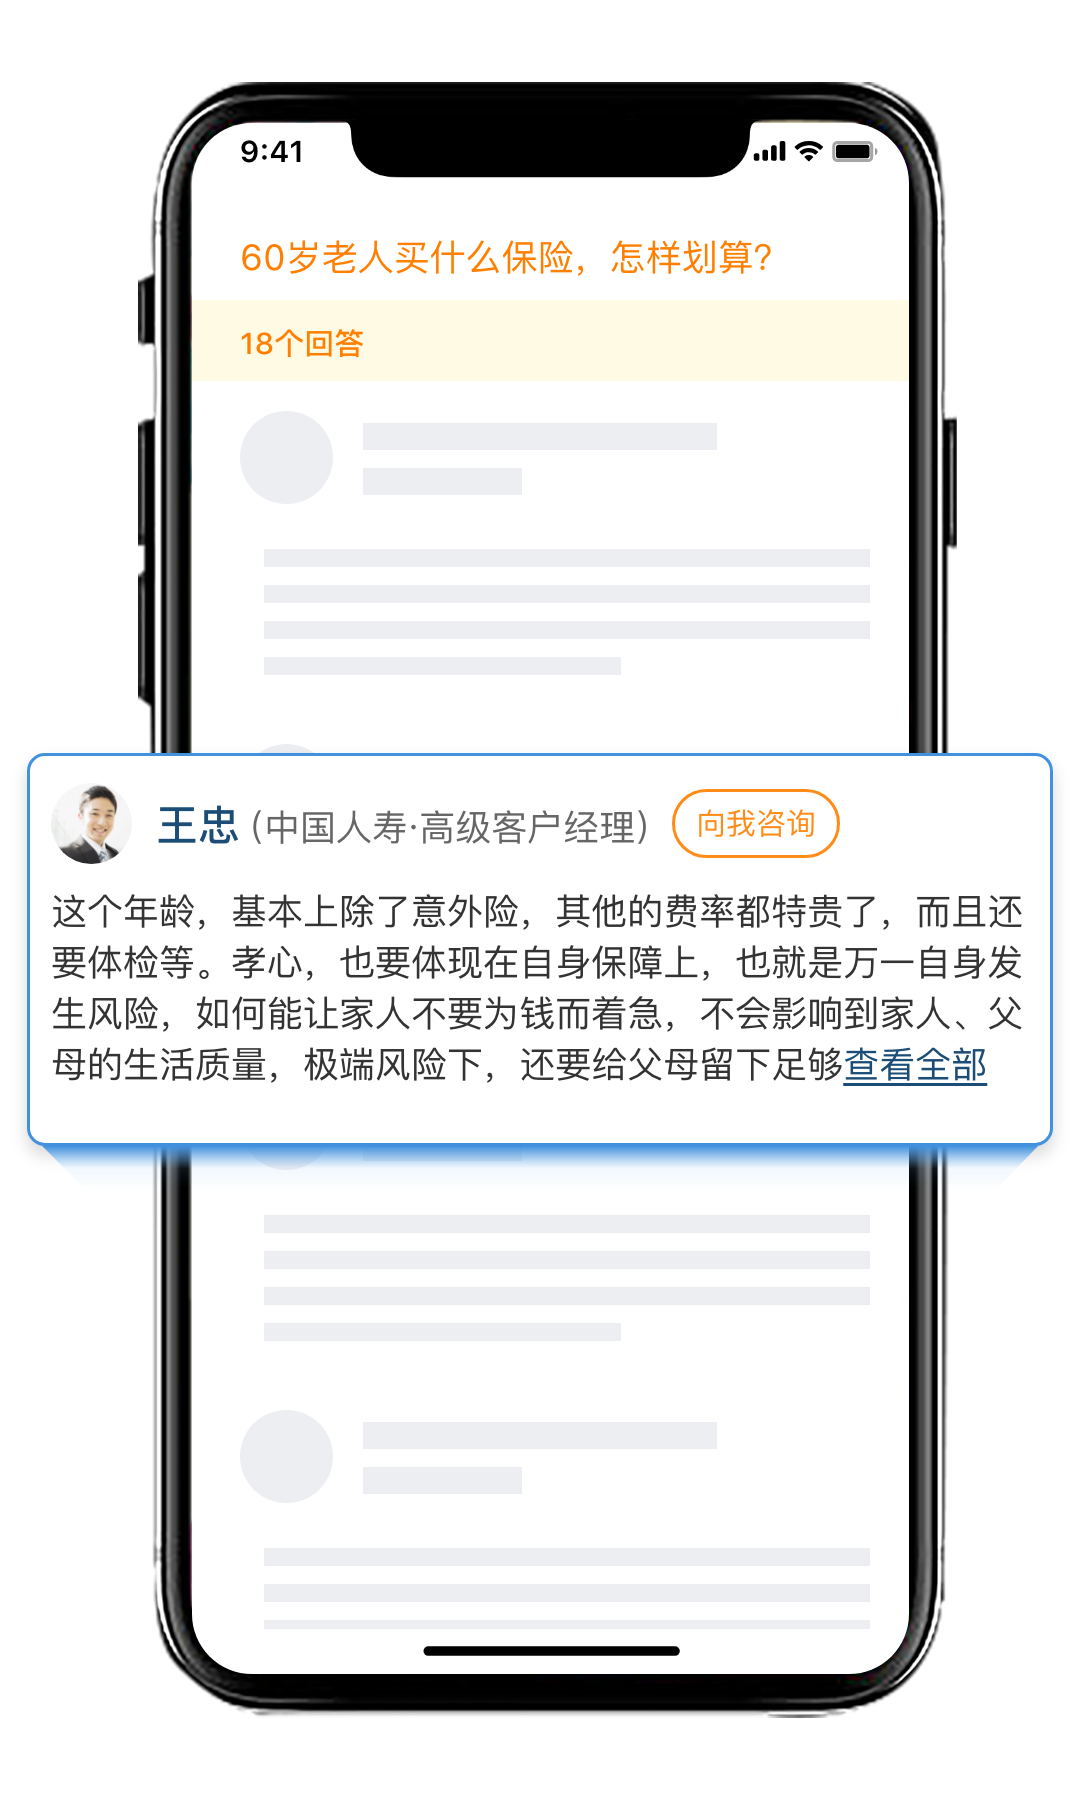 9:41
60岁老人买什么保险，怎样划算?
18个回答
王忠 (中国人寿·高级客户经理) 向我咨询
这个年龄，基本上除了意外险，其他的费率都特贵了，而且还
要体检等。孝心，也要体现在自身保障上，也就是万一自身发
生风险，如何能让家人不要为钱而着急，不会影响到家人、父
母的生活质量，极端风险下，还要给父母留下足够查看全部